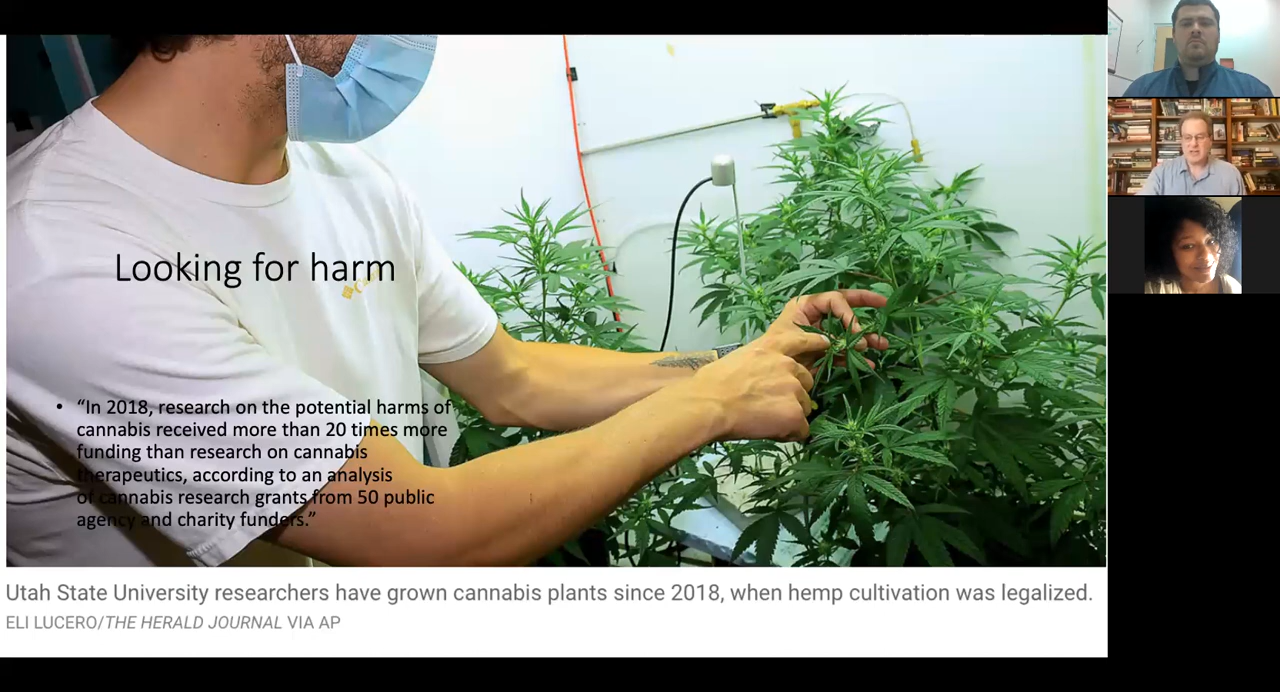 Looking for harm
• “In 2018, research on the potential harms of
cannabis received more than 20 times more
funding than research on cannabis
therapeutics, according to an analysis
of cannabis research grants from 50 public
agency and charity funders.”
Utah State University researchers have grown cannabis plants since 2018, when hemp cultivation was legalized.
ELI LUCERO/THE HERALD JOURNAL VIA AP